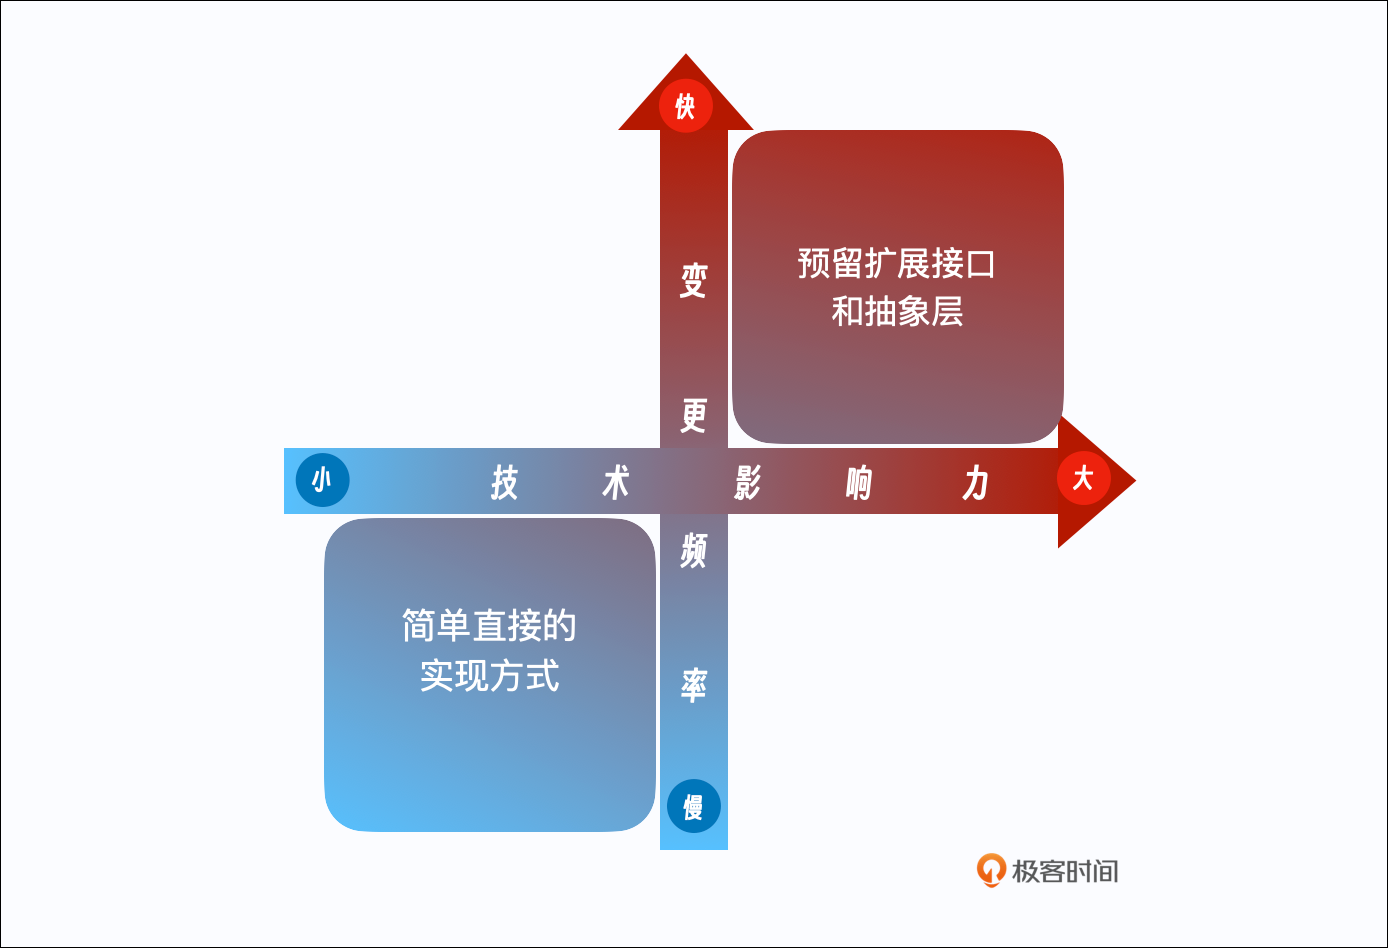 快
变更频率
预留扩展接口
和抽象层
小
技术影响力
大
简单直接的
实现方式
慢
极客时间